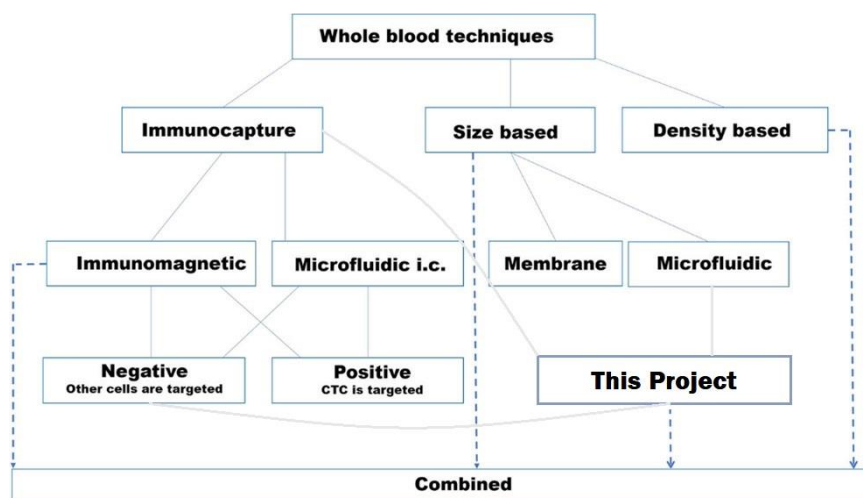 Whole blood techniques
Immunocapture
Size based
Density based
Immunomagnetic
Microfluidic i.c.
Membrane
Microfluidic
Negative
Other cells are targeted
Positive
CTC is targeted
This Project
Combined